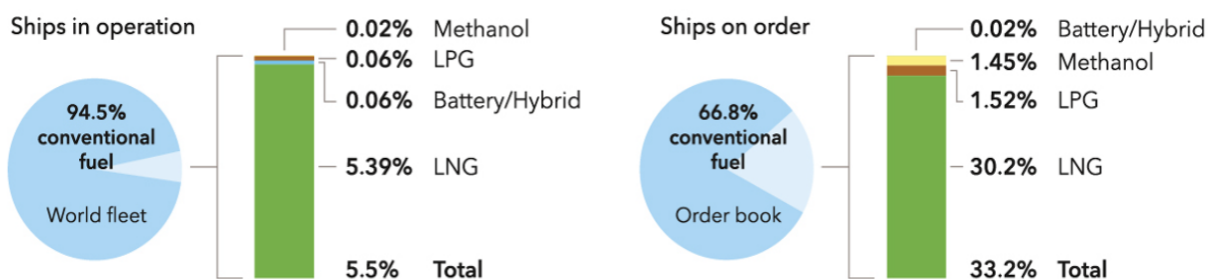 Ships in operation
94.5%
conventional
fuel
World fleet
0.02% Methanol
0.06% LPG
0.06% Battery/Hybrid
5.39% LNG
5.5% Total
Ships on order
66.8%
conventional
fuel
Order book
0.02% Battery/Hybrid
1.45% Methanol
1.52% LPG
30.2% LNG
33.2% Total